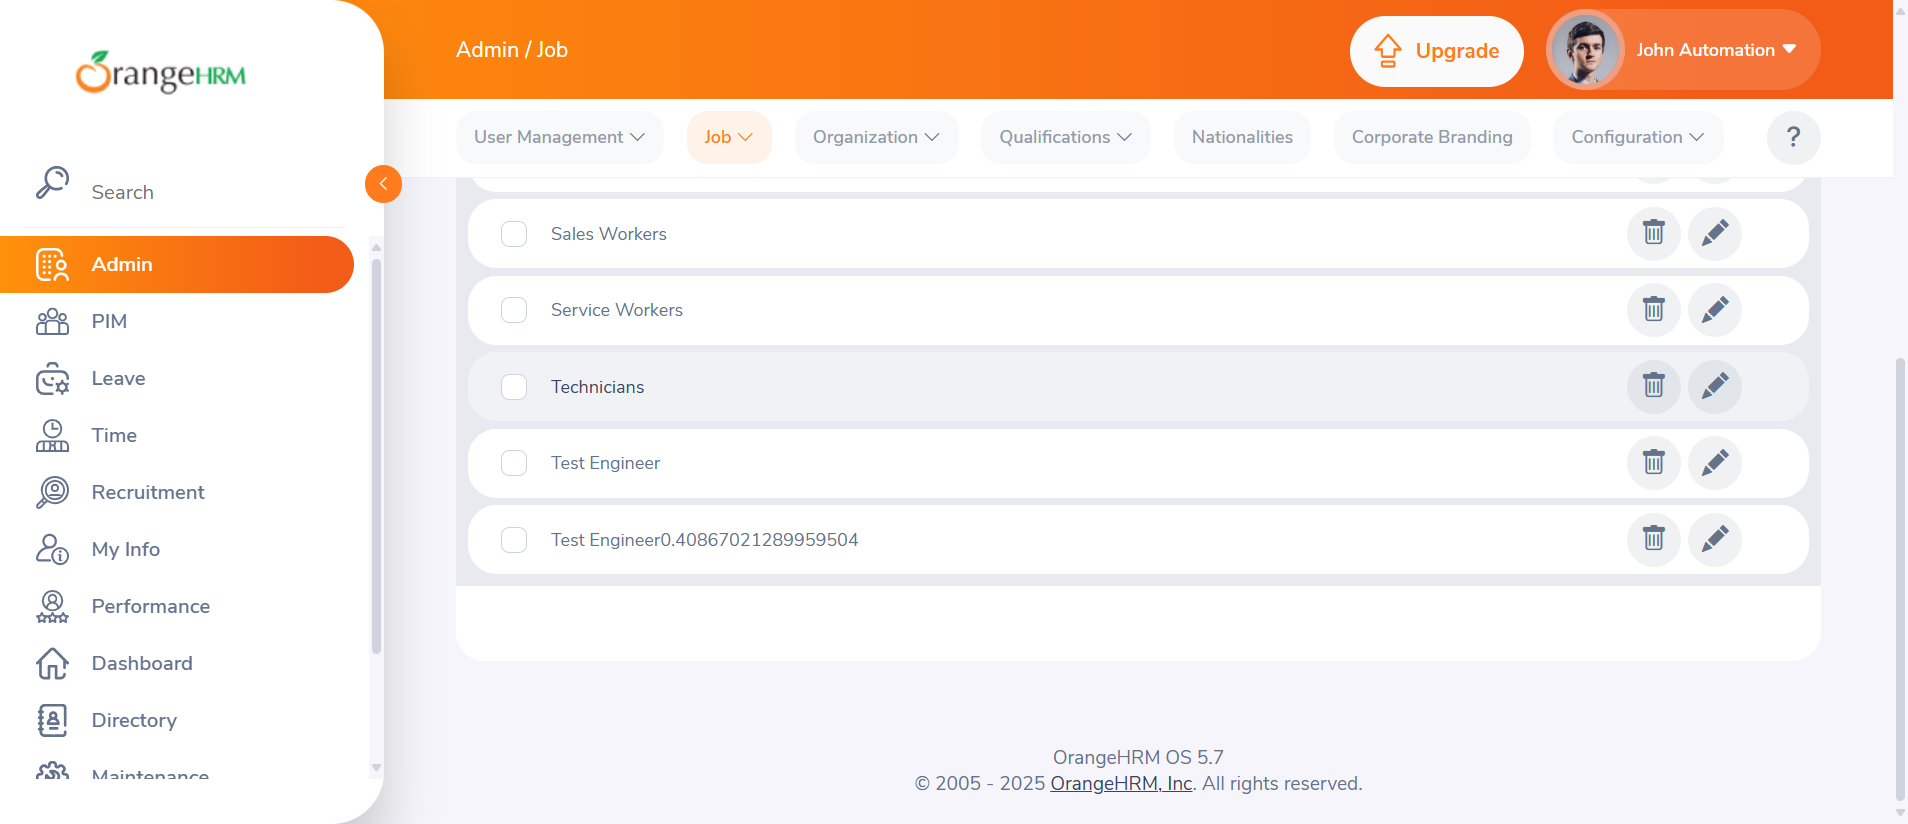 OrangeHRM
Admin / Job
Upgrade
John Automation
User Management
Job
Organization
Qualifications
Nationalities
Corporate Branding
Configuration
?
Search
Admin
PIM
Leave
Time
Recruitment
My Info
Performance
Dashboard
Directory
Maintenance
Sales Workers
Service Workers
Technicians
Test Engineer
Test Engineer0.40867021289959504
OrangeHRM OS 5.7
© 2005 - 2025 OrangeHRM, Inc. All rights reserved.